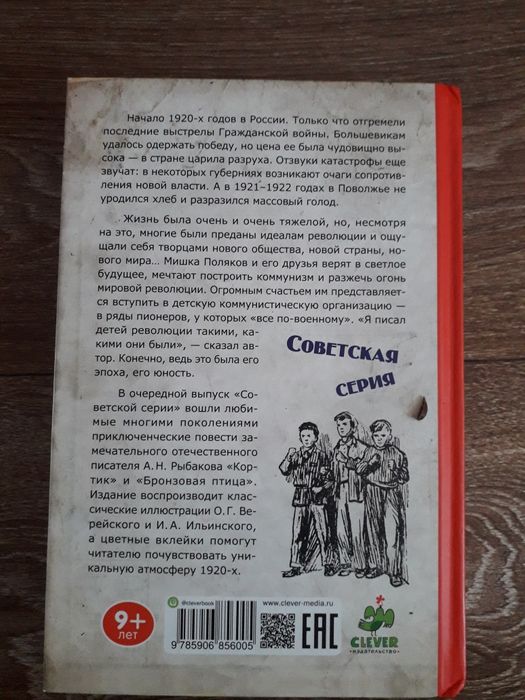 Начало 1920-х годов в России. Только что отгремели
последние выстрелы Гражданской войны. Большевикам
удалось одержать победу, но цена ее была чудовищно вы-
сока — в стране царила разруха. Отзвуки катастрофы еще
звучат: в некоторых губерниях возникают очаги сопротив-
ления новой власти. А в 1921–1922 годах в Поволжье не
уродился хлеб и разразился массовый голод.
Жизнь была очень и очень тяжелой, но, несмотря
на это, многие были преданы идеалам революции и ощу-
щали себя творцами нового общества, новой страны, но-
вого мира... Мишка Поляков и его друзья верят в светлое
будущее, мечтают построить коммунизм и разжечь огонь
мировой революции. Огромным счастьем им представляет-
ся вступить в детскую коммунистическую организацию —
в ряды пионеров, у которых «все по-военному». «Я писал
детей революции такими, ка-
кими они были», — сказал ав-
тор. Конечно, ведь это была его
эпоха, его юность.
В очередной выпуск «Со-
ветской серии» вошли люби-
мые многими поколениями
приключенческие повести за-
мечательного отечественного
писателя А. Н. Рыбакова «Кор-
тик» и «Бронзовая птица».
Издание воспроизводит клас-
сические иллюстрации О. Г. Ве-
рейского и И. А. Ильинского,
а цветные вклейки помогут
читателю почувствовать уни-
кальную атмосферу 1920-х.
Советская
серия
9+
лет
@cleverbook
www.clever-media.ru
9 785906 856005
EAC
CLEVER
издательство